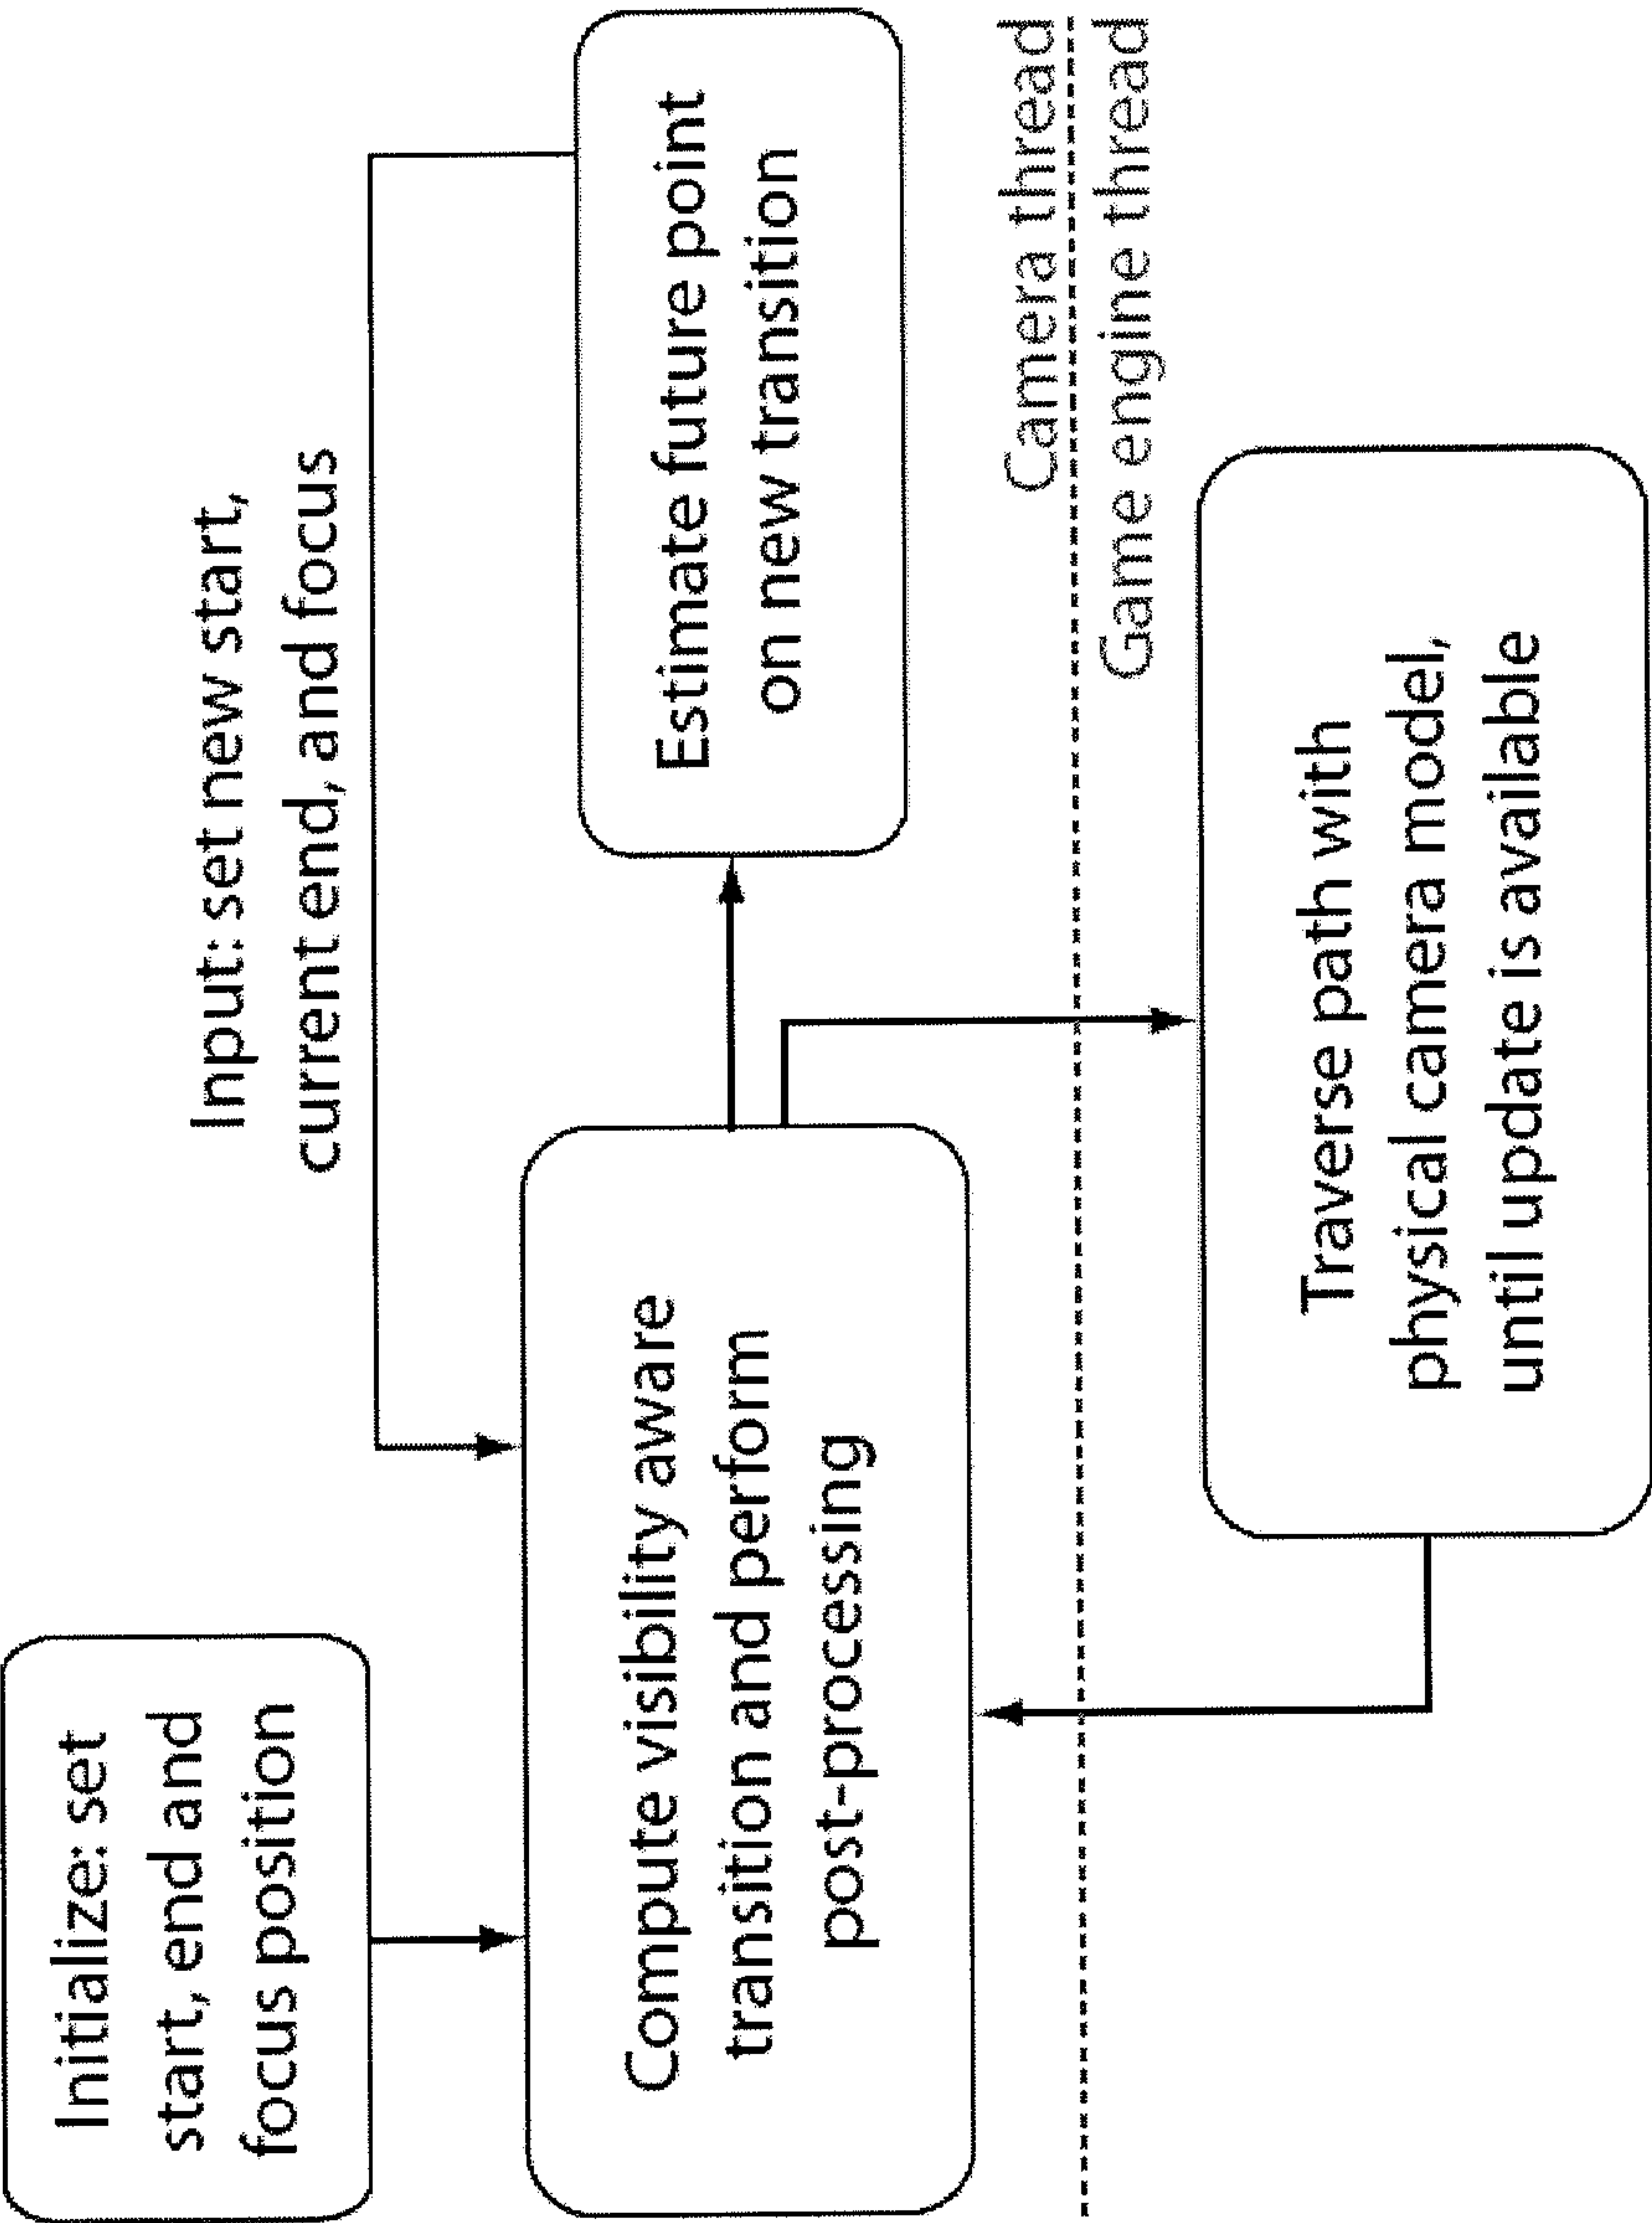 Initialize: set
start, end and
focus position
Input: set new start,
current end, and focus
Compute visibility aware
transition and perform
post-processing
Estimate future point
on new transition
Camera thread
Game engine thread
Traverse path with
physical camera model,
until update is available